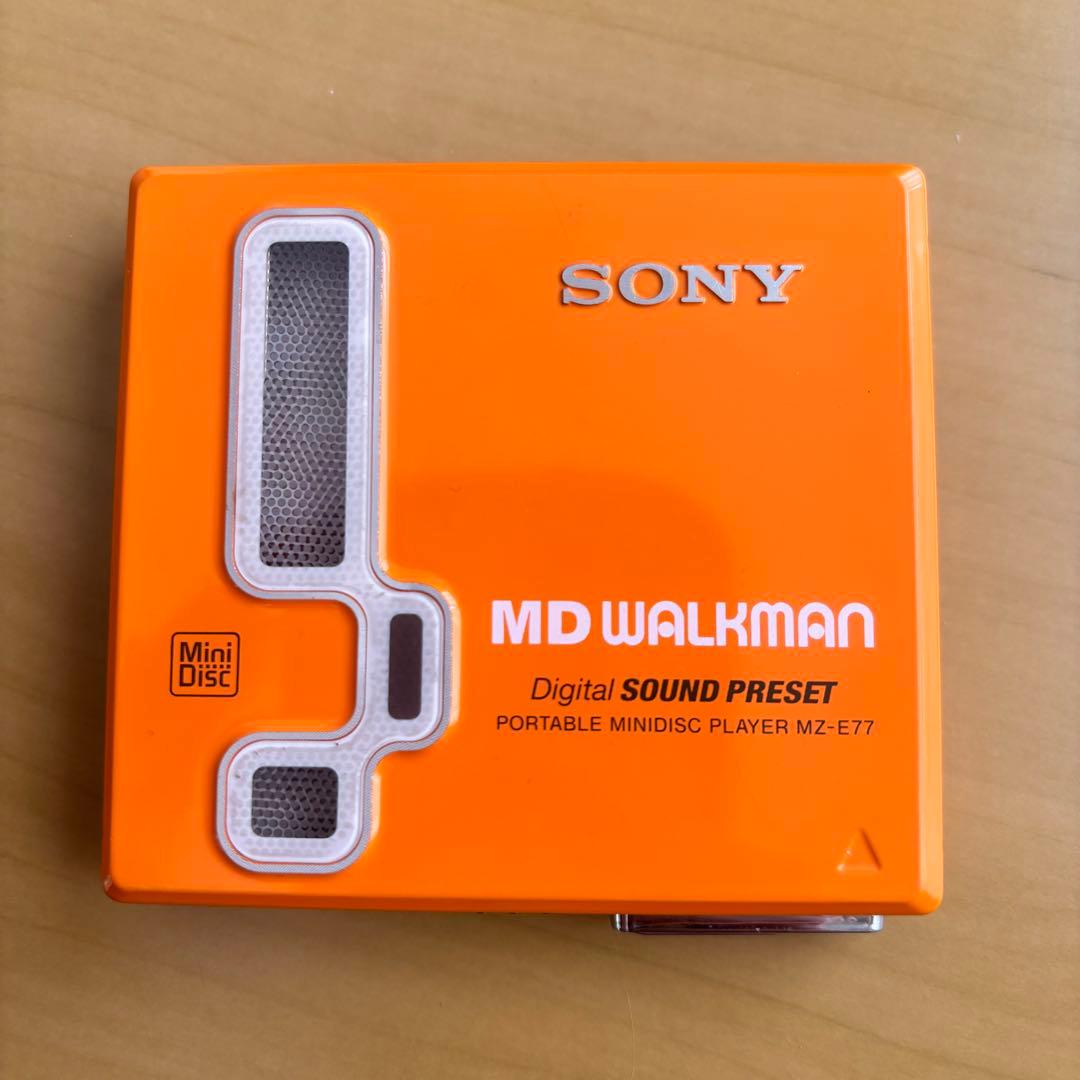 SONY
MD WALKMAN
Digital SOUND PRESET
PORTABLE MINIDISC PLAYER MZ-E77
Mini
Disc